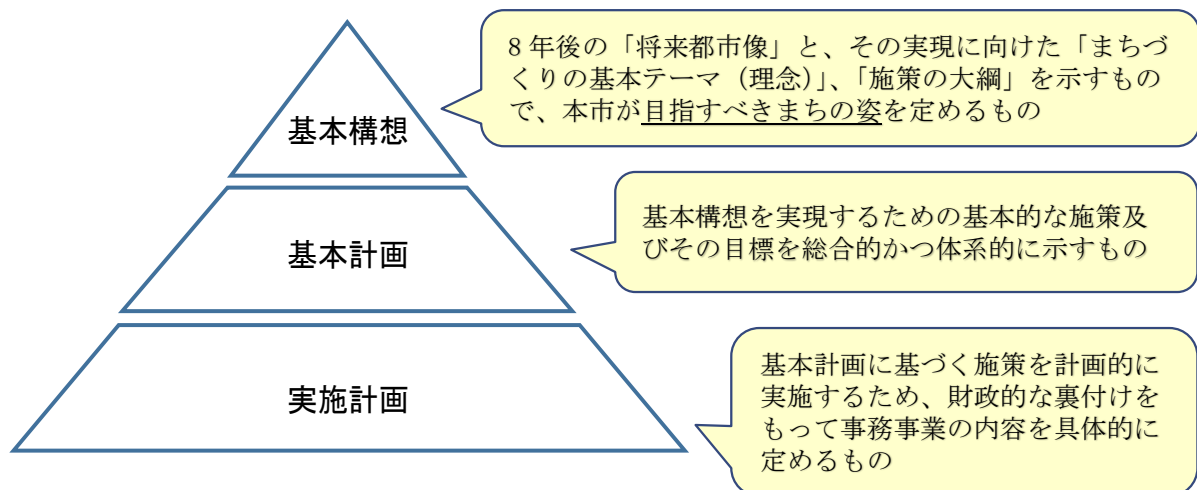 基本構想
8年後の「将来都市像」と、その実現に向けた「まちづ
くりの基本テーマ（理念）」、「施策の大綱」を示すもの
で、本市が目指すべきまちの姿を定めるもの
基本計画
基本構想を実現するための基本的な施策及
びその目標を総合的かつ体系的に示すもの
実施計画
基本計画に基づく施策を計画的に
実施するため、財政的な裏付けを
もって事務事業の内容を具体的に
定めるもの